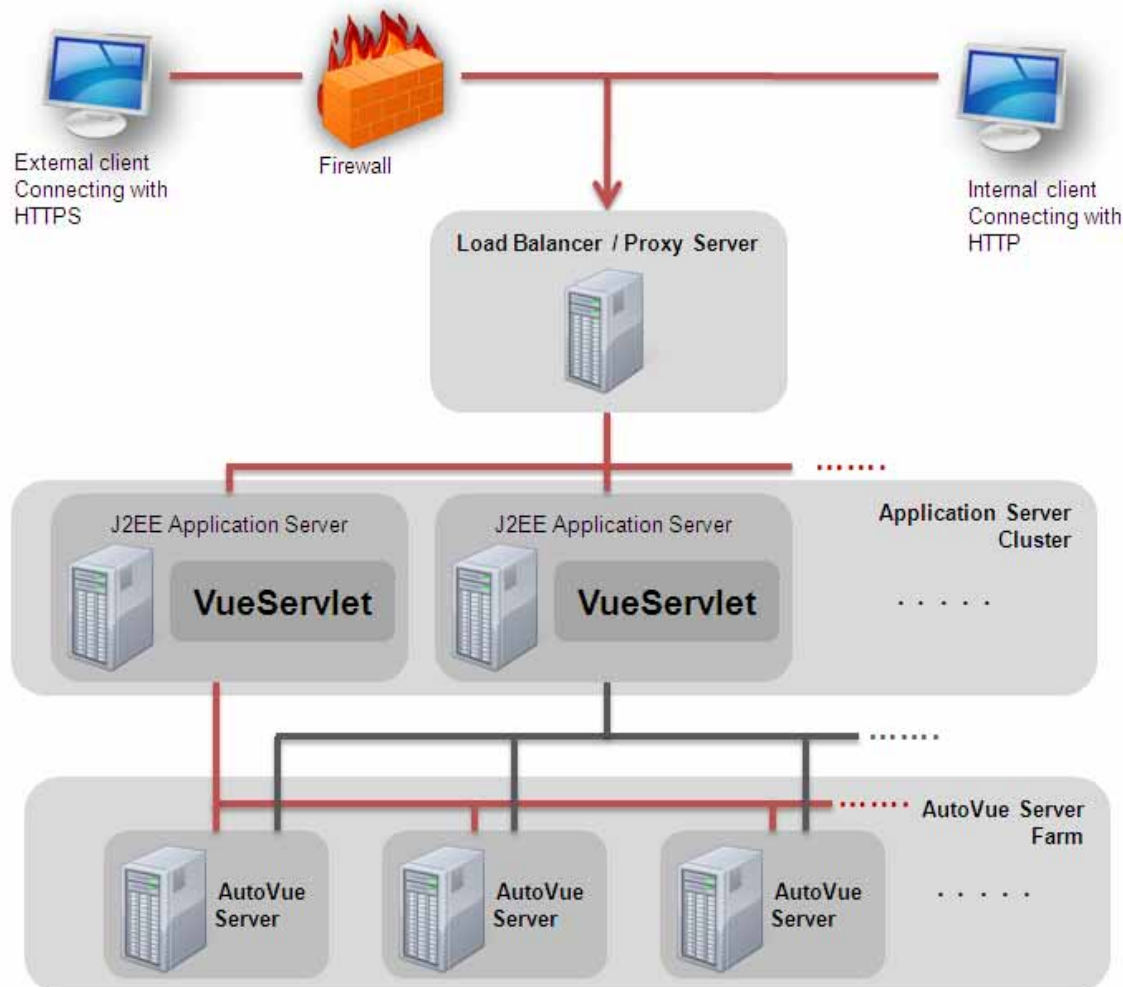 External client
Connecting with
HTTPS
Firewall
Internal client
Connecting with
HTTP
Load Balancer / Proxy Server
J2EE Application Server
VueServlet
J2EE Application Server
VueServlet
Application Server
Cluster
AutoVue Server
Farm
AutoVue
Server
AutoVue
Server
AutoVue
Server